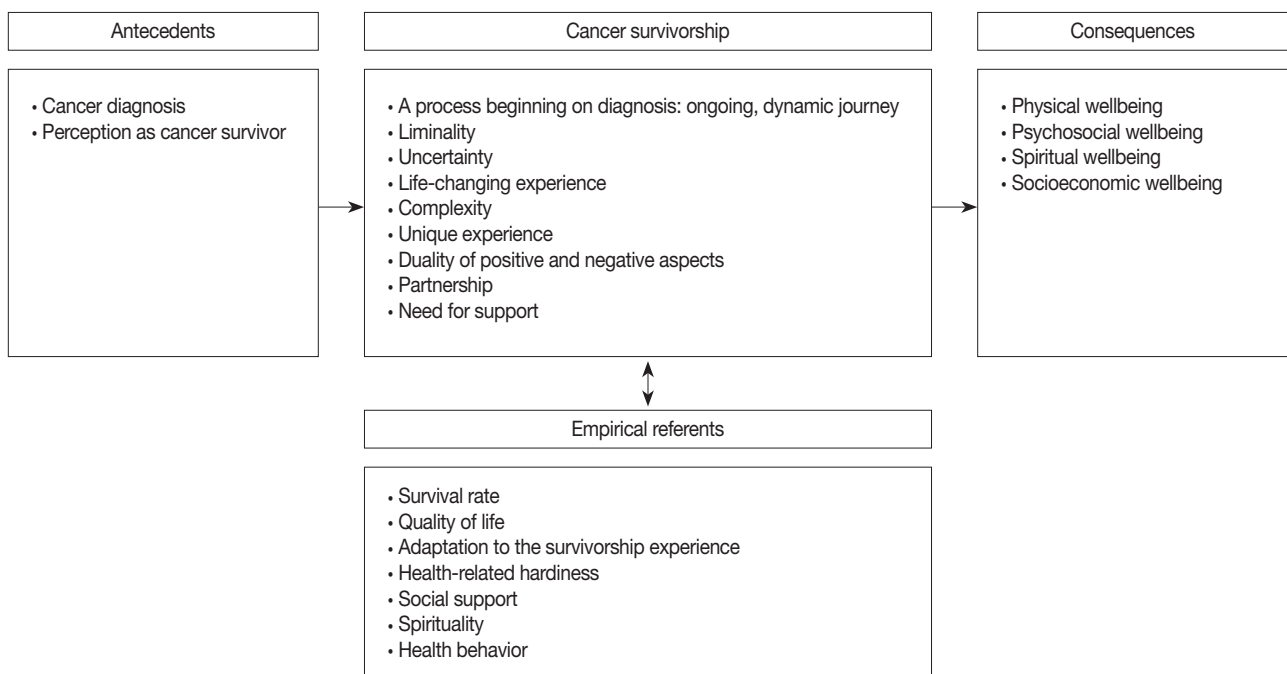 Antecedents
• Cancer diagnosis
• Perception as cancer survivor
Cancer survivorship
• A process beginning on diagnosis: ongoing, dynamic journey
• Liminality
• Uncertainty
• Life-changing experience
• Complexity
• Unique experience
• Duality of positive and negative aspects
• Partnership
• Need for support
Consequences
• Physical wellbeing
• Psychosocial wellbeing
• Spiritual wellbeing
• Socioeconomic wellbeing
Empirical referents
• Survival rate
• Quality of life
• Adaptation to the survivorship experience
• Health-related hardiness
• Social support
• Spirituality
• Health behavior